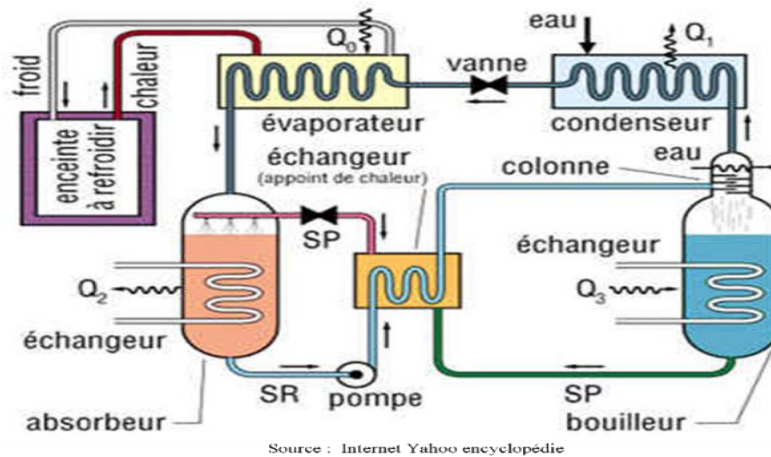 Q₀
eau
Q₁
froid
chaleur
vanne
enceinte
à refroidir
évaporateur
condenseur
échangeur
(appoint de chaleur)
colonne
eau
SP
échangeur
Q₂
Q₃
échangeur
SR
pompe
SP
absorbeur
bouilleur
Source : Internet Yahoo encyclopédie